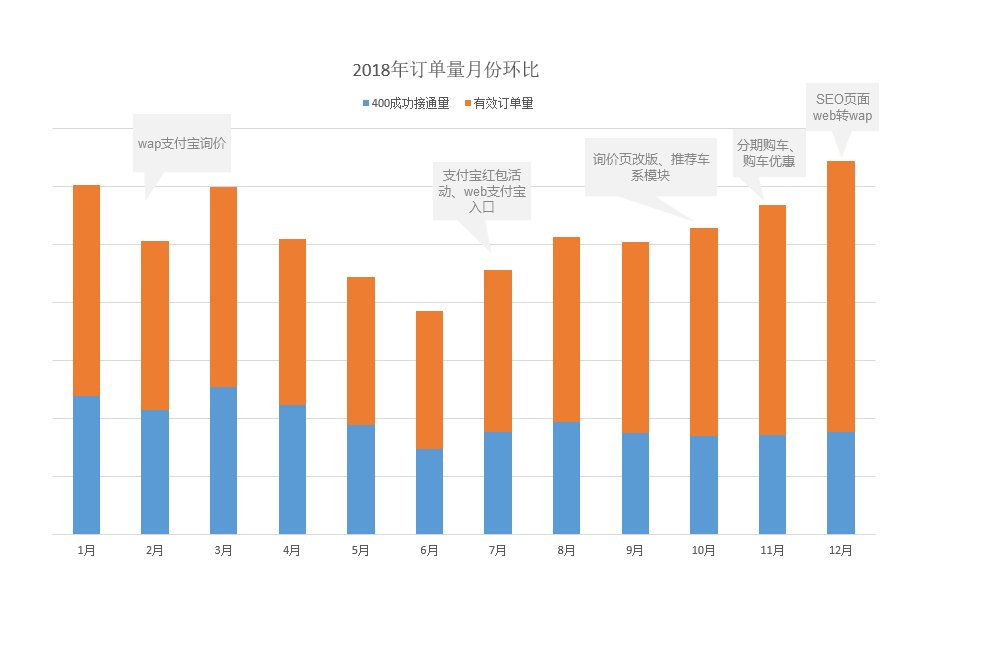 2018年订单量月份环比
400成功接通量
有效订单量
wap支付宝询价
支付宝红包活
动、web支付宝
入口
询价页改版、推荐车
系模块
分期购车、
购车优惠
SEO页面
web转wap
1月
2月
3月
4月
5月
6月
7月
8月
9月
10月
11月
12月